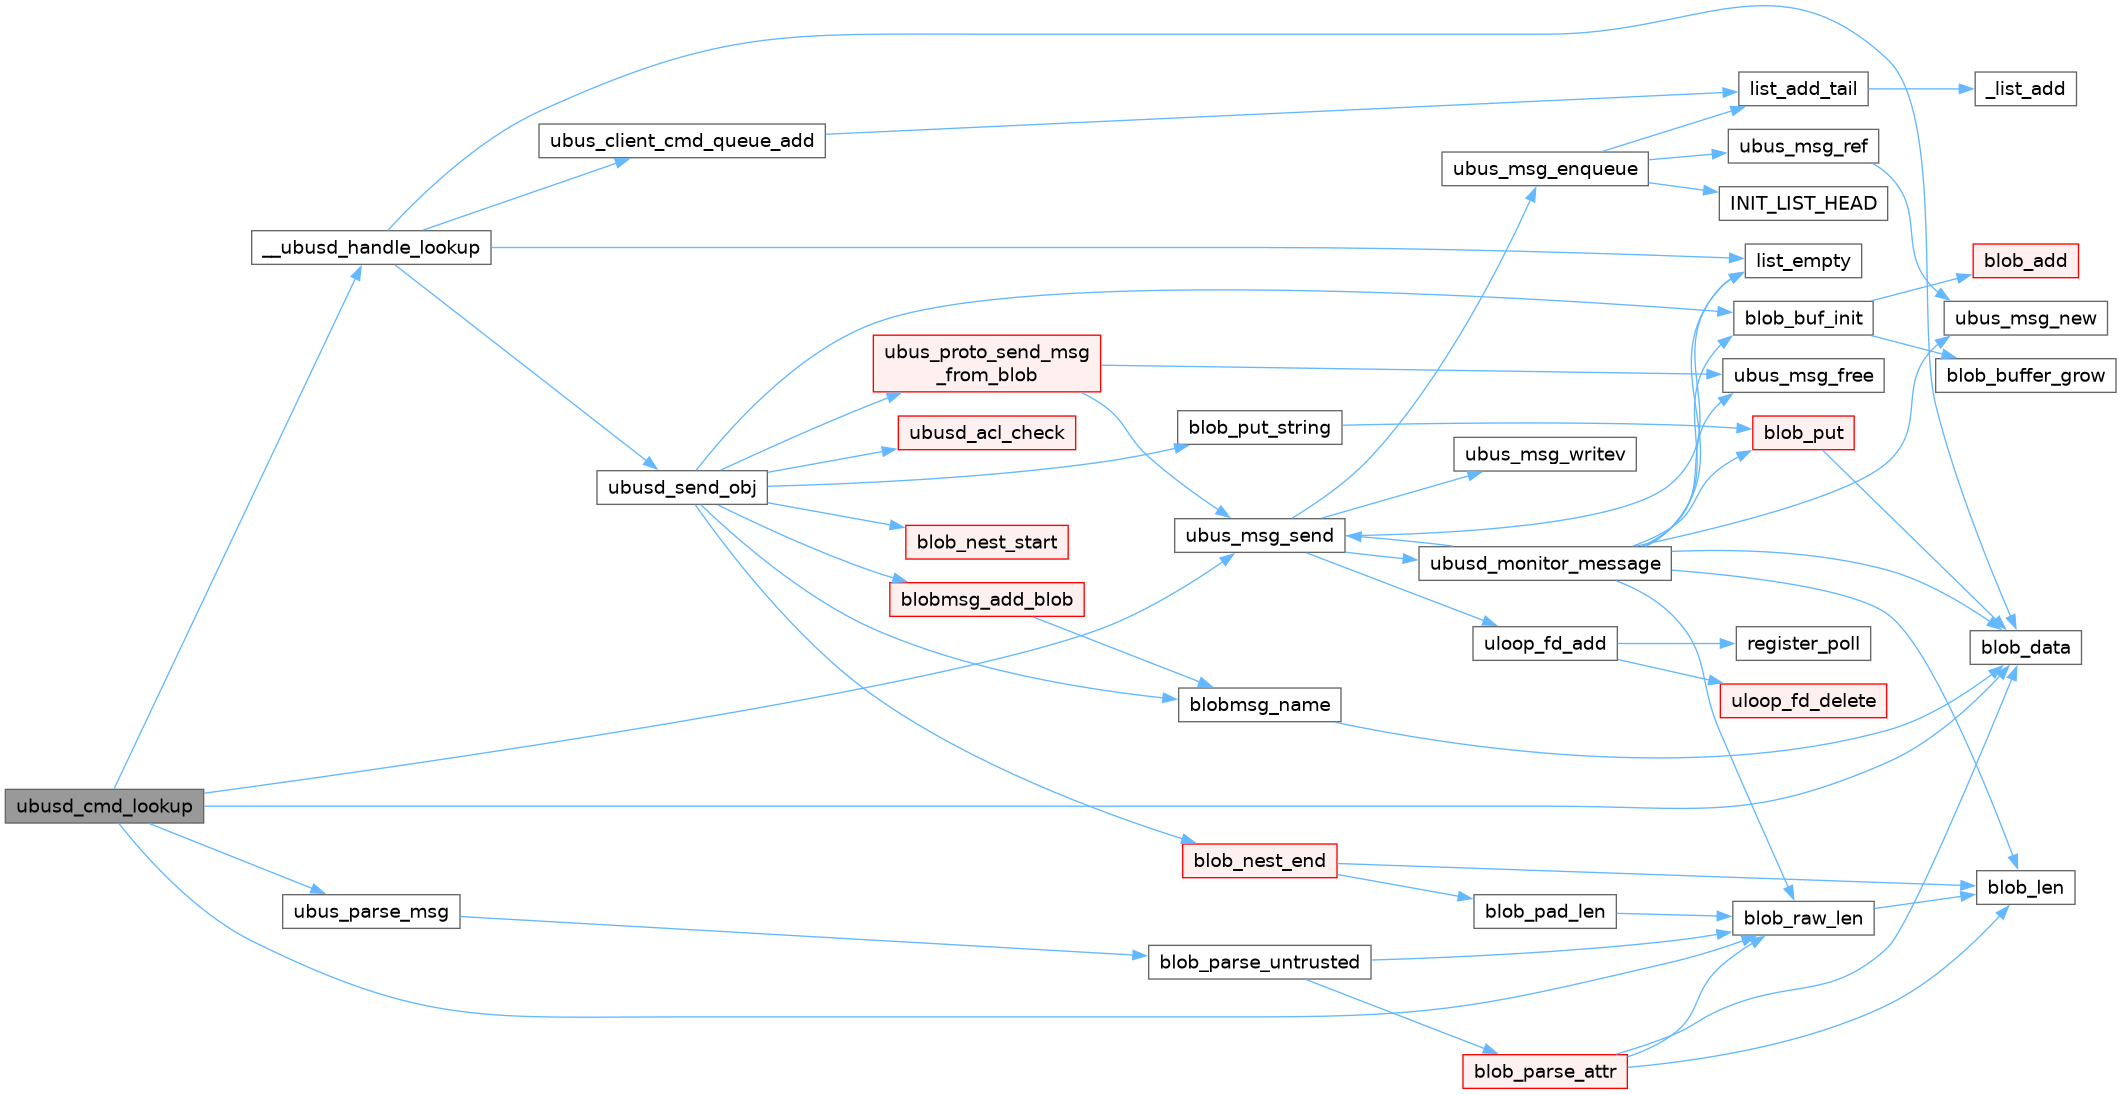 list_add_tail
_list_add
ubus_client_cmd_queue_add
ubus_msg_ref
ubus_msg_enqueue
INIT_LIST_HEAD
__ubusd_handle_lookup
list_empty
blob_add
blob_buf_init
ubus_msg_new
ubus_proto_send_msg
_from_blob
ubus_msg_free
blob_buffer_grow
ubusd_acl_check
blob_put_string
blob_put
ubus_msg_writev
ubusd_send_obj
blob_nest_start
ubus_msg_send
ubusd_monitor_message
blobmsg_add_blob
uloop_fd_add
register_poll
blob_data
blobmsg_name
uloop_fd_delete
ubusd_cmd_lookup
blob_nest_end
blob_len
ubus_parse_msg
blob_pad_len
blob_raw_len
blob_parse_untrusted
blob_parse_attr